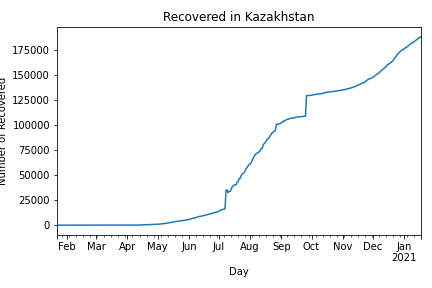 Recovered in Kazakhstan
Number of Recovered
175000
150000
125000
100000
75000
50000
25000
0
Feb Mar Apr May Jun Jul Aug Sep Oct Nov Dec Jan
2021
Day